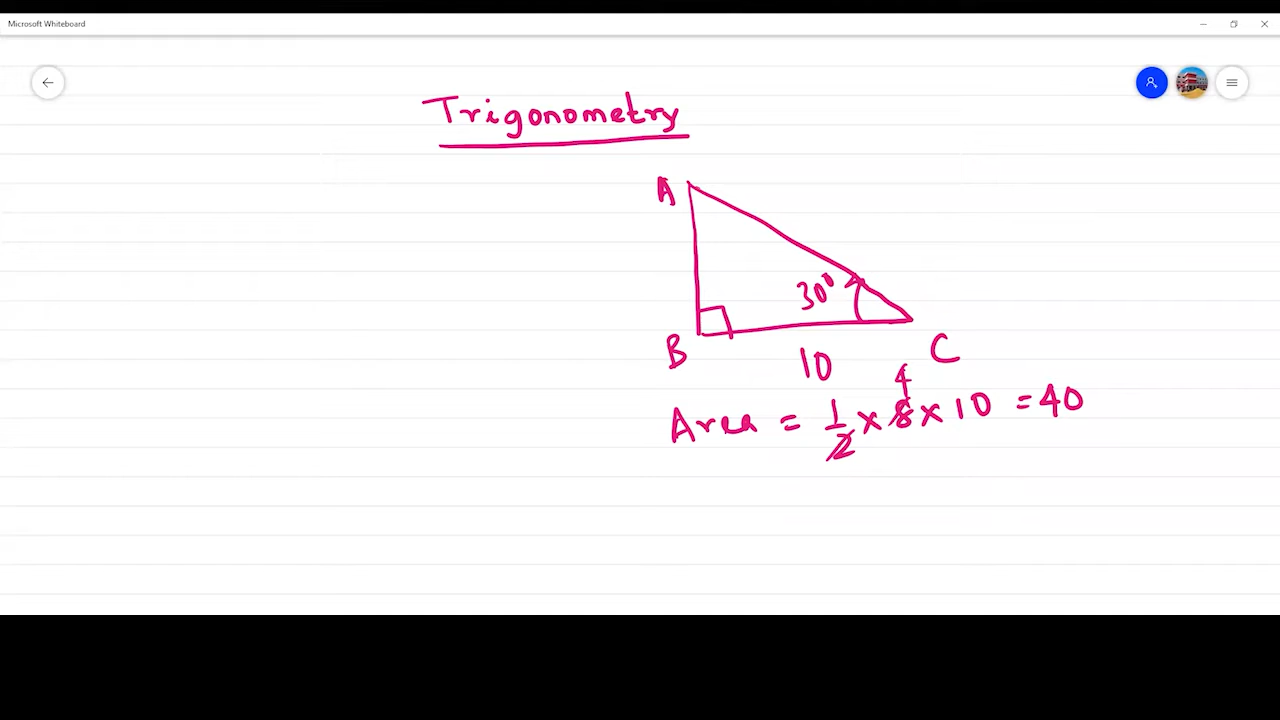 Microsoft Whiteboard
Trigonometry
A
30°
B
10
C
4
Area = 1/2 × 8 × 10 = 40